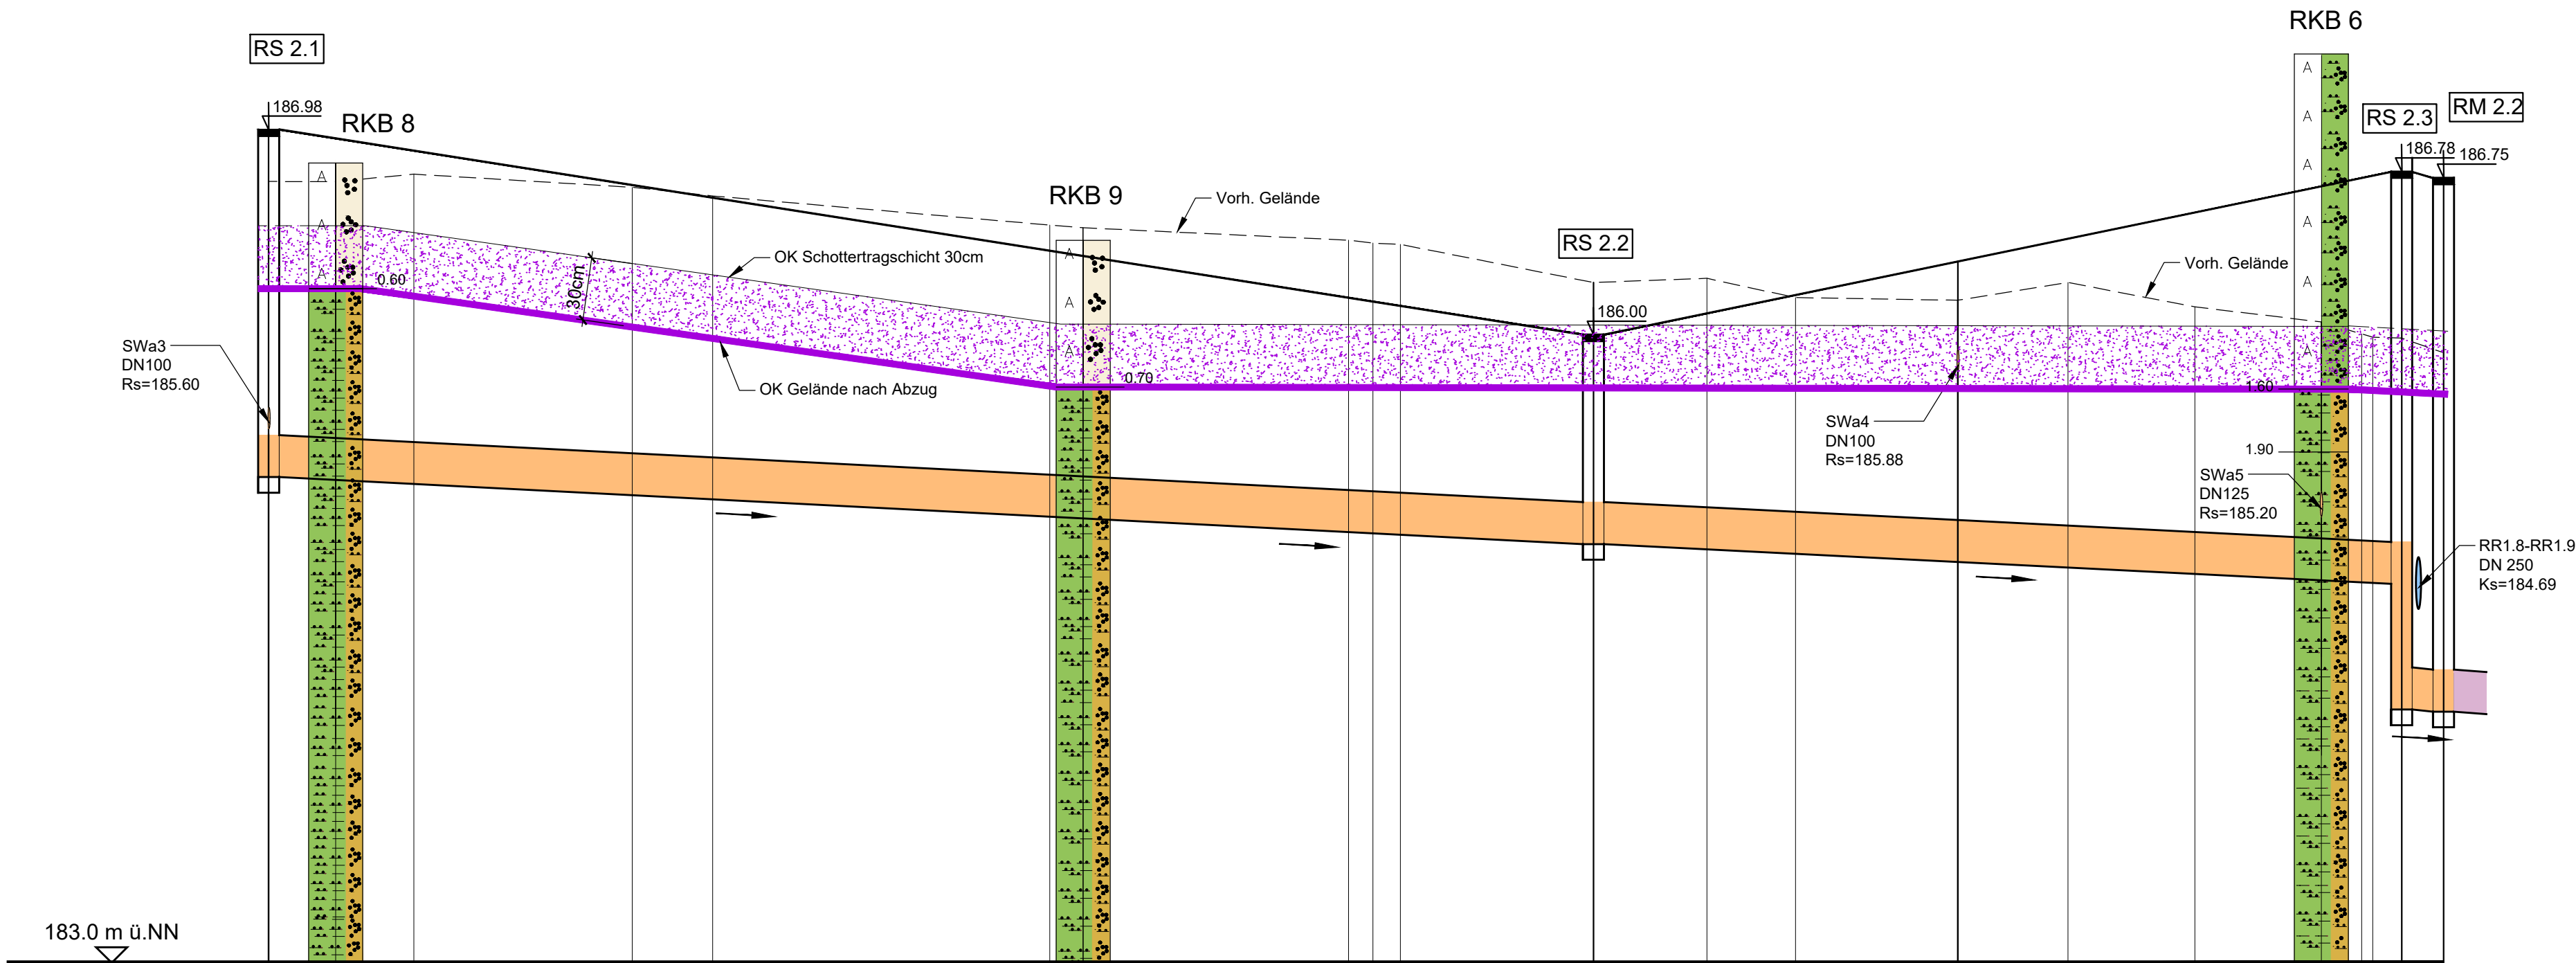 RKB 6
RS 2.1
RM 2.2
186.98
RS 2.3
RKB 8
186.78
186.75
A
A
A
A
A
A
A
A
A
RKB 9
Vorh. Gelände
RS 2.2
OK Schottertragschicht 30cm
Vorh. Gelände
A
A
A
0.60
30cm
186.00
SWa3
DN100
Rs=185.60
0.70
OK Gelände nach Abzug
1.60
SWa4
DN100
Rs=185.88
1.90
SWa5
DN125
Rs=185.20
RR1.8-RR1.9
DN 250
Ks=184.69
183.0 m ü.NN